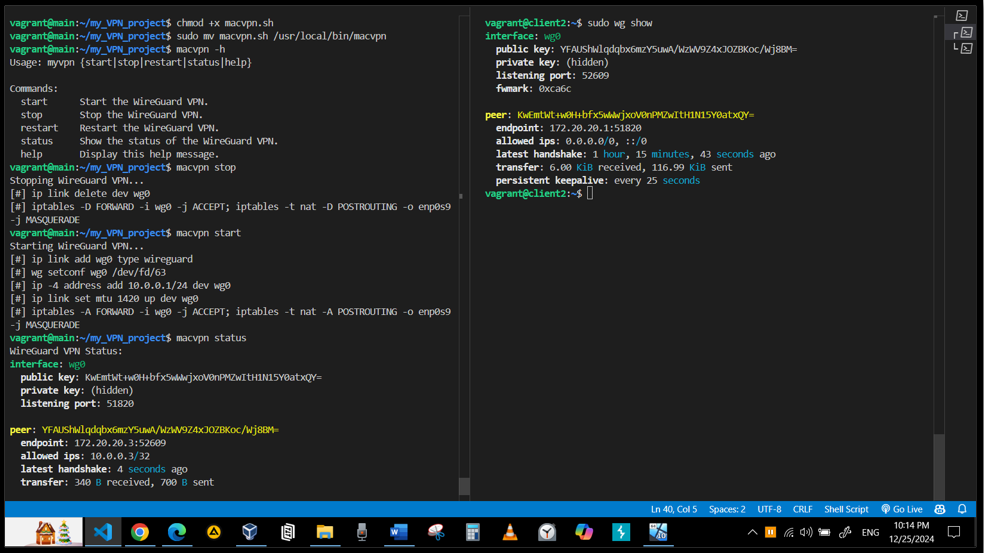 vagrant@main:~/my_VPN_project$ chmod +x macvpn.sh
vagrant@main:~/my_VPN_project$ sudo mv macvpn.sh /usr/local/bin/macvpn
vagrant@main:~/my_VPN_project$ macvpn -h
Usage: myvpn {start|stop|restart|status|help}
Commands:
start Start the WireGuard VPN.
stop Stop the WireGuard VPN.
restart Restart the WireGuard VPN.
status Show the status of the WireGuard VPN.
help Display this help message.
vagrant@main:~/my_VPN_project$ macvpn stop
Stopping WireGuard VPN...
[#] ip link delete dev wg0
[#] iptables -D FORWARD -i wg0 -j ACCEPT; iptables -t nat -D POSTROUTING -o enp0s9
-j MASQUERADE
vagrant@main:~/my_VPN_project$ macvpn start
Starting WireGuard VPN...
[#] ip link add wg0 type wireguard
[#] wg setconf wg0 /dev/fd/63
[#] ip -4 address add 10.0.0.1/24 dev wg0
[#] ip link set mtu 1420 up dev wg0
[#] iptables -A FORWARD -i wg0 -j ACCEPT; iptables -t nat -A POSTROUTING -o enp0s9
-j MASQUERADE
vagrant@main:~/my_VPN_project$ macvpn status
WireGuard VPN Status:
interface: wg0
public key: KwEmtWt+w0H+bfx5wWwjxoV0nPMZwItH1N15Y0atxQY=
private key: (hidden)
listening port: 51820
peer: YFAUShWlqdqbx6mzY5uwA/WzWV9Z4xJOZBKoc/Wj8BM=
endpoint: 172.20.20.3:52609
allowed ips: 10.0.0.3/32
latest handshake: 4 seconds ago
transfer: 340 B received, 700 B sent
vagrant@client2:~$ sudo wg show
interface: wg0
public key: YFAUShWlqdqbx6mzY5uwA/WzWV9Z4xJOZBKoc/Wj8BM=
private key: (hidden)
listening port: 52609
fwmark: 0xca6c
peer: KwEmtWt+w0H+bfx5wWwjxoV0nPMZwItH1N15Y0atxQY=
endpoint: 172.20.20.1:51820
allowed ips: 0.0.0.0/0, ::/0
latest handshake: 1 hour, 15 minutes, 43 seconds ago
transfer: 6.00 KiB received, 116.99 KiB sent
persistent keepalive: every 25 seconds
vagrant@client2:~$
Ln 40, Col 5 Spaces: 2 UTF-8 CRLF Shell Script Go Live
ENG
10:14 PM
12/25/2024